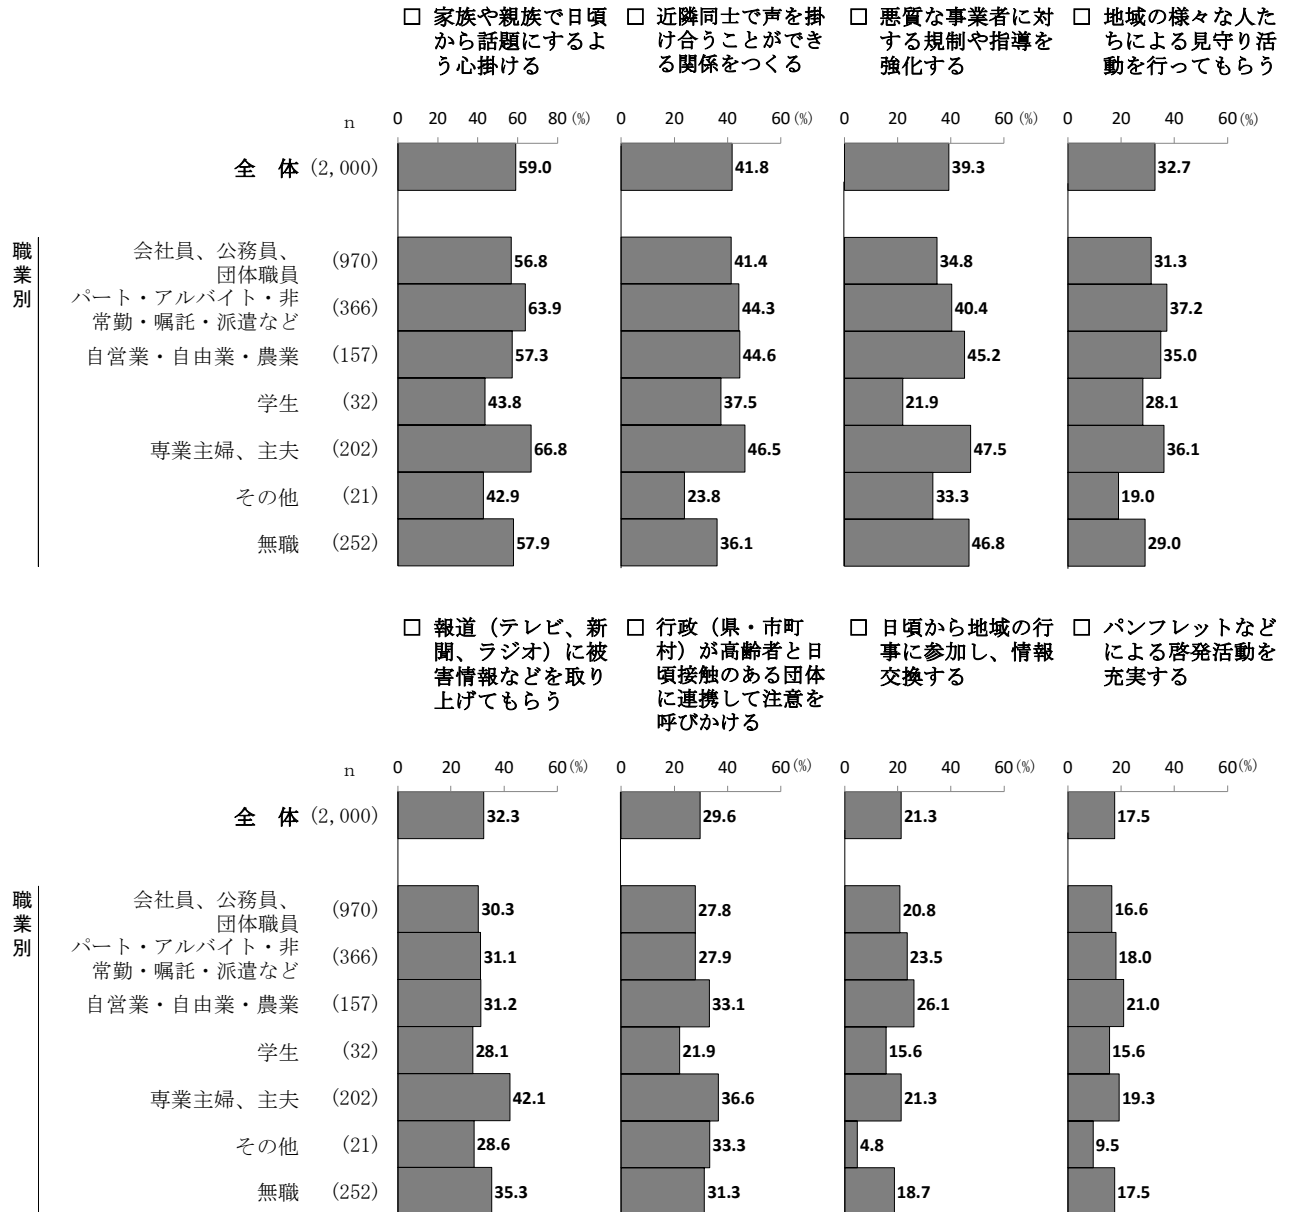 □ 家族や親族で日頃
から話題にするよ
う心掛ける
□ 近隣同士で声を掛
け合うことができ
る関係をつくる
□ 悪質な事業者に対
する規制や指導を
強化する
□ 地域の様々な人た
ちによる見守り活
動を行ってもらう
n 0 20 40 60 80 (%) 0 20 40 60 (%) 0 20 40 60 (%) 0 20 40 60 (%)
全 体 (2,000) 59.0 41.8 39.3 32.7
職業別
会社員、公務員、
団体職員 (970) 56.8 41.4 34.8 31.3
パート・アルバイト・非
常勤・嘱託・派遣など (366) 63.9 44.3 40.4 37.2
自営業・自由業・農業 (157) 57.3 44.6 45.2 35.0
学生 (32) 43.8 37.5 21.9 28.1
専業主婦、主夫 (202) 66.8 46.5 47.5 36.1
その他 (21) 42.9 23.8 33.3 19.0
無職 (252) 57.9 36.1 46.8 29.0
□ 報道（テレビ、新
聞、ラジオ）に被
害情報などを取り
上げてもらう
□ 行政（県・市町
村）が高齢者と日
頃接触のある団体
に連携して注意を
呼びかける
□ 日頃から地域の行
事に参加し、情報
交換する
□ パンフレットなど
による啓発活動を
充実する
n 0 20 40 60 (%) 0 20 40 60 (%) 0 20 40 60 (%) 0 20 40 60 (%)
全 体 (2,000) 32.3 29.6 21.3 17.5
職業別
会社員、公務員、
団体職員 (970) 30.3 27.8 20.8 16.6
パート・アルバイト・非
常勤・嘱託・派遣など (366) 31.1 27.9 23.5 18.0
自営業・自由業・農業 (157) 31.2 33.1 26.1 21.0
学生 (32) 28.1 21.9 15.6 15.6
専業主婦、主夫 (202) 42.1 36.6 21.3 19.3
その他 (21) 28.6 33.3 4.8 9.5
無職 (252) 35.3 31.3 18.7 17.5